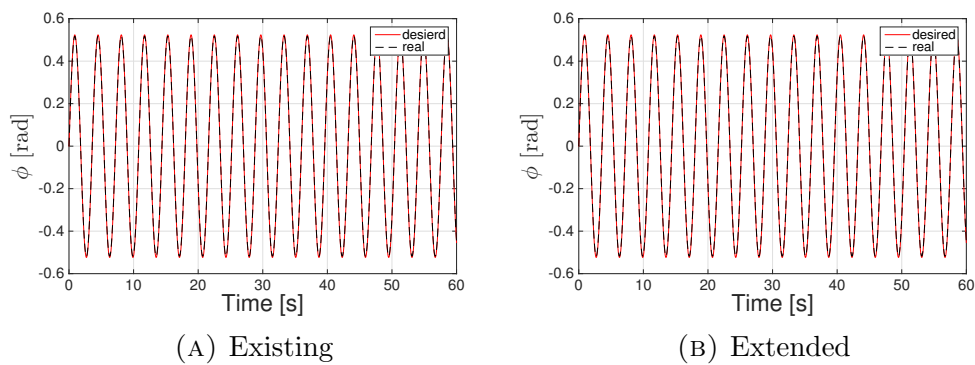 0.6
0.4
0.2
0
-0.2
-0.4
-0.6
ϕ [rad]
0 10 20 30 40 50 60
Time [s]
desierd
real
(A) Existing
0.6
0.4
0.2
0
-0.2
-0.4
-0.6
ϕ [rad]
0 10 20 30 40 50 60
Time [s]
desired
real
(B) Extended